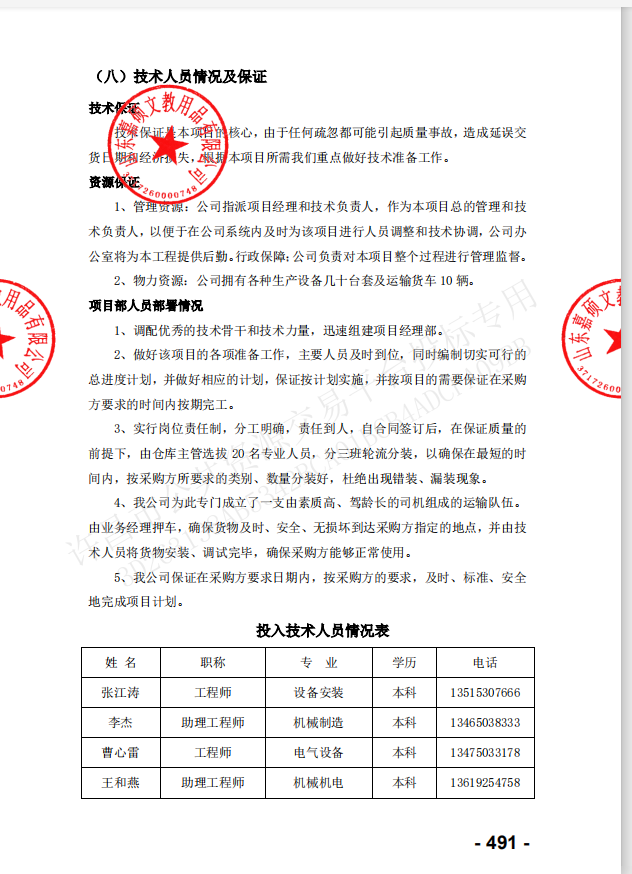 （八）技术人员情况及保证
技术保证
技术保证是本项目的核心，由于任何疏忽都可能引起质量事故，造成延误交
货日期和经济损失，根据本项目所需我们重点做好技术准备工作。
资源保证
1、管理资源：公司指派项目经理和技术负责人，作为本项目总的管理和技
术负责人，以便于在公司系统内及时为该项目进行人员调整和技术协调，公司办
公室将为本工程提供后勤。行政保障；公司负责对本项目整个过程进行管理监督。
2、物力资源：公司拥有各种生产设备几十台套及运输货车 10 辆。
项目部人员部署情况
1、调配优秀的技术骨干和技术力量，迅速组建项目经理部。
2、做好该项目的各项准备工作，主要人员及时到位，同时编制切实可行的
总进度计划，并做好相应的计划，保证按计划实施，并按项目的需要保证在采购
方要求的时间内按期完工。
3、实行岗位责任制，分工明确，责任到人，自合同签订后，在保证质量的
前提下，由仓库主管选拔 20 名专业人员，分三班轮流分装，以确保在最短的时
间内，按采购方所要求的类别、数量分装好，杜绝出现错装、漏装现象。
4、我公司为此专门成立了一支由素质高、驾龄长的司机组成的运输队伍。
由业务经理押车，确保货物及时、安全、无损坏到达采购方指定的地点，并由技
术人员将货物安装、调试完毕，确保采购方能够正常使用。
5、我公司保证在采购方要求日期内，按采购方的要求，及时、标准、安全
地完成项目计划。
投入技术人员情况表
姓 名 职称 专 业 学历 电话
张江涛 工程师 设备安装 本科 13515307666
李杰 助理工程师 机械制造 本科 13465038333
曹心雷 工程师 电气设备 本科 13475033178
王和燕 助理工程师 机械机电 本科 13619254758
- 491 -
山东嘉硕文教用品有限公司
3717260000748